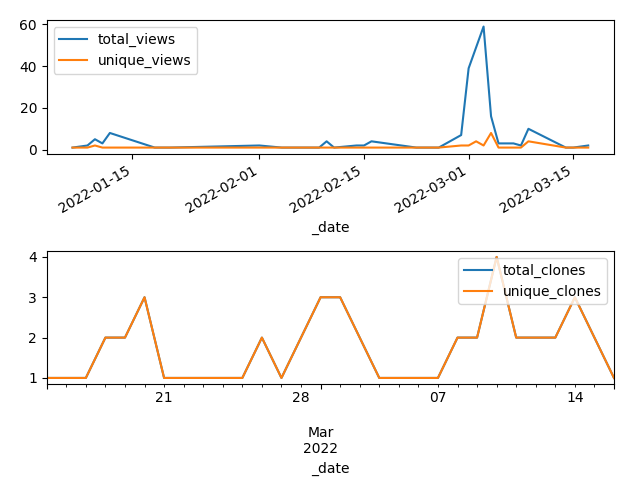 60
40
20
0
total_views
unique_views
2022-01-15
2022-02-01
2022-02-15
2022-03-01
2022-03-15
_date
4
3
2
1
total_clones
unique_clones
21
28
07
14
Mar
2022
_date